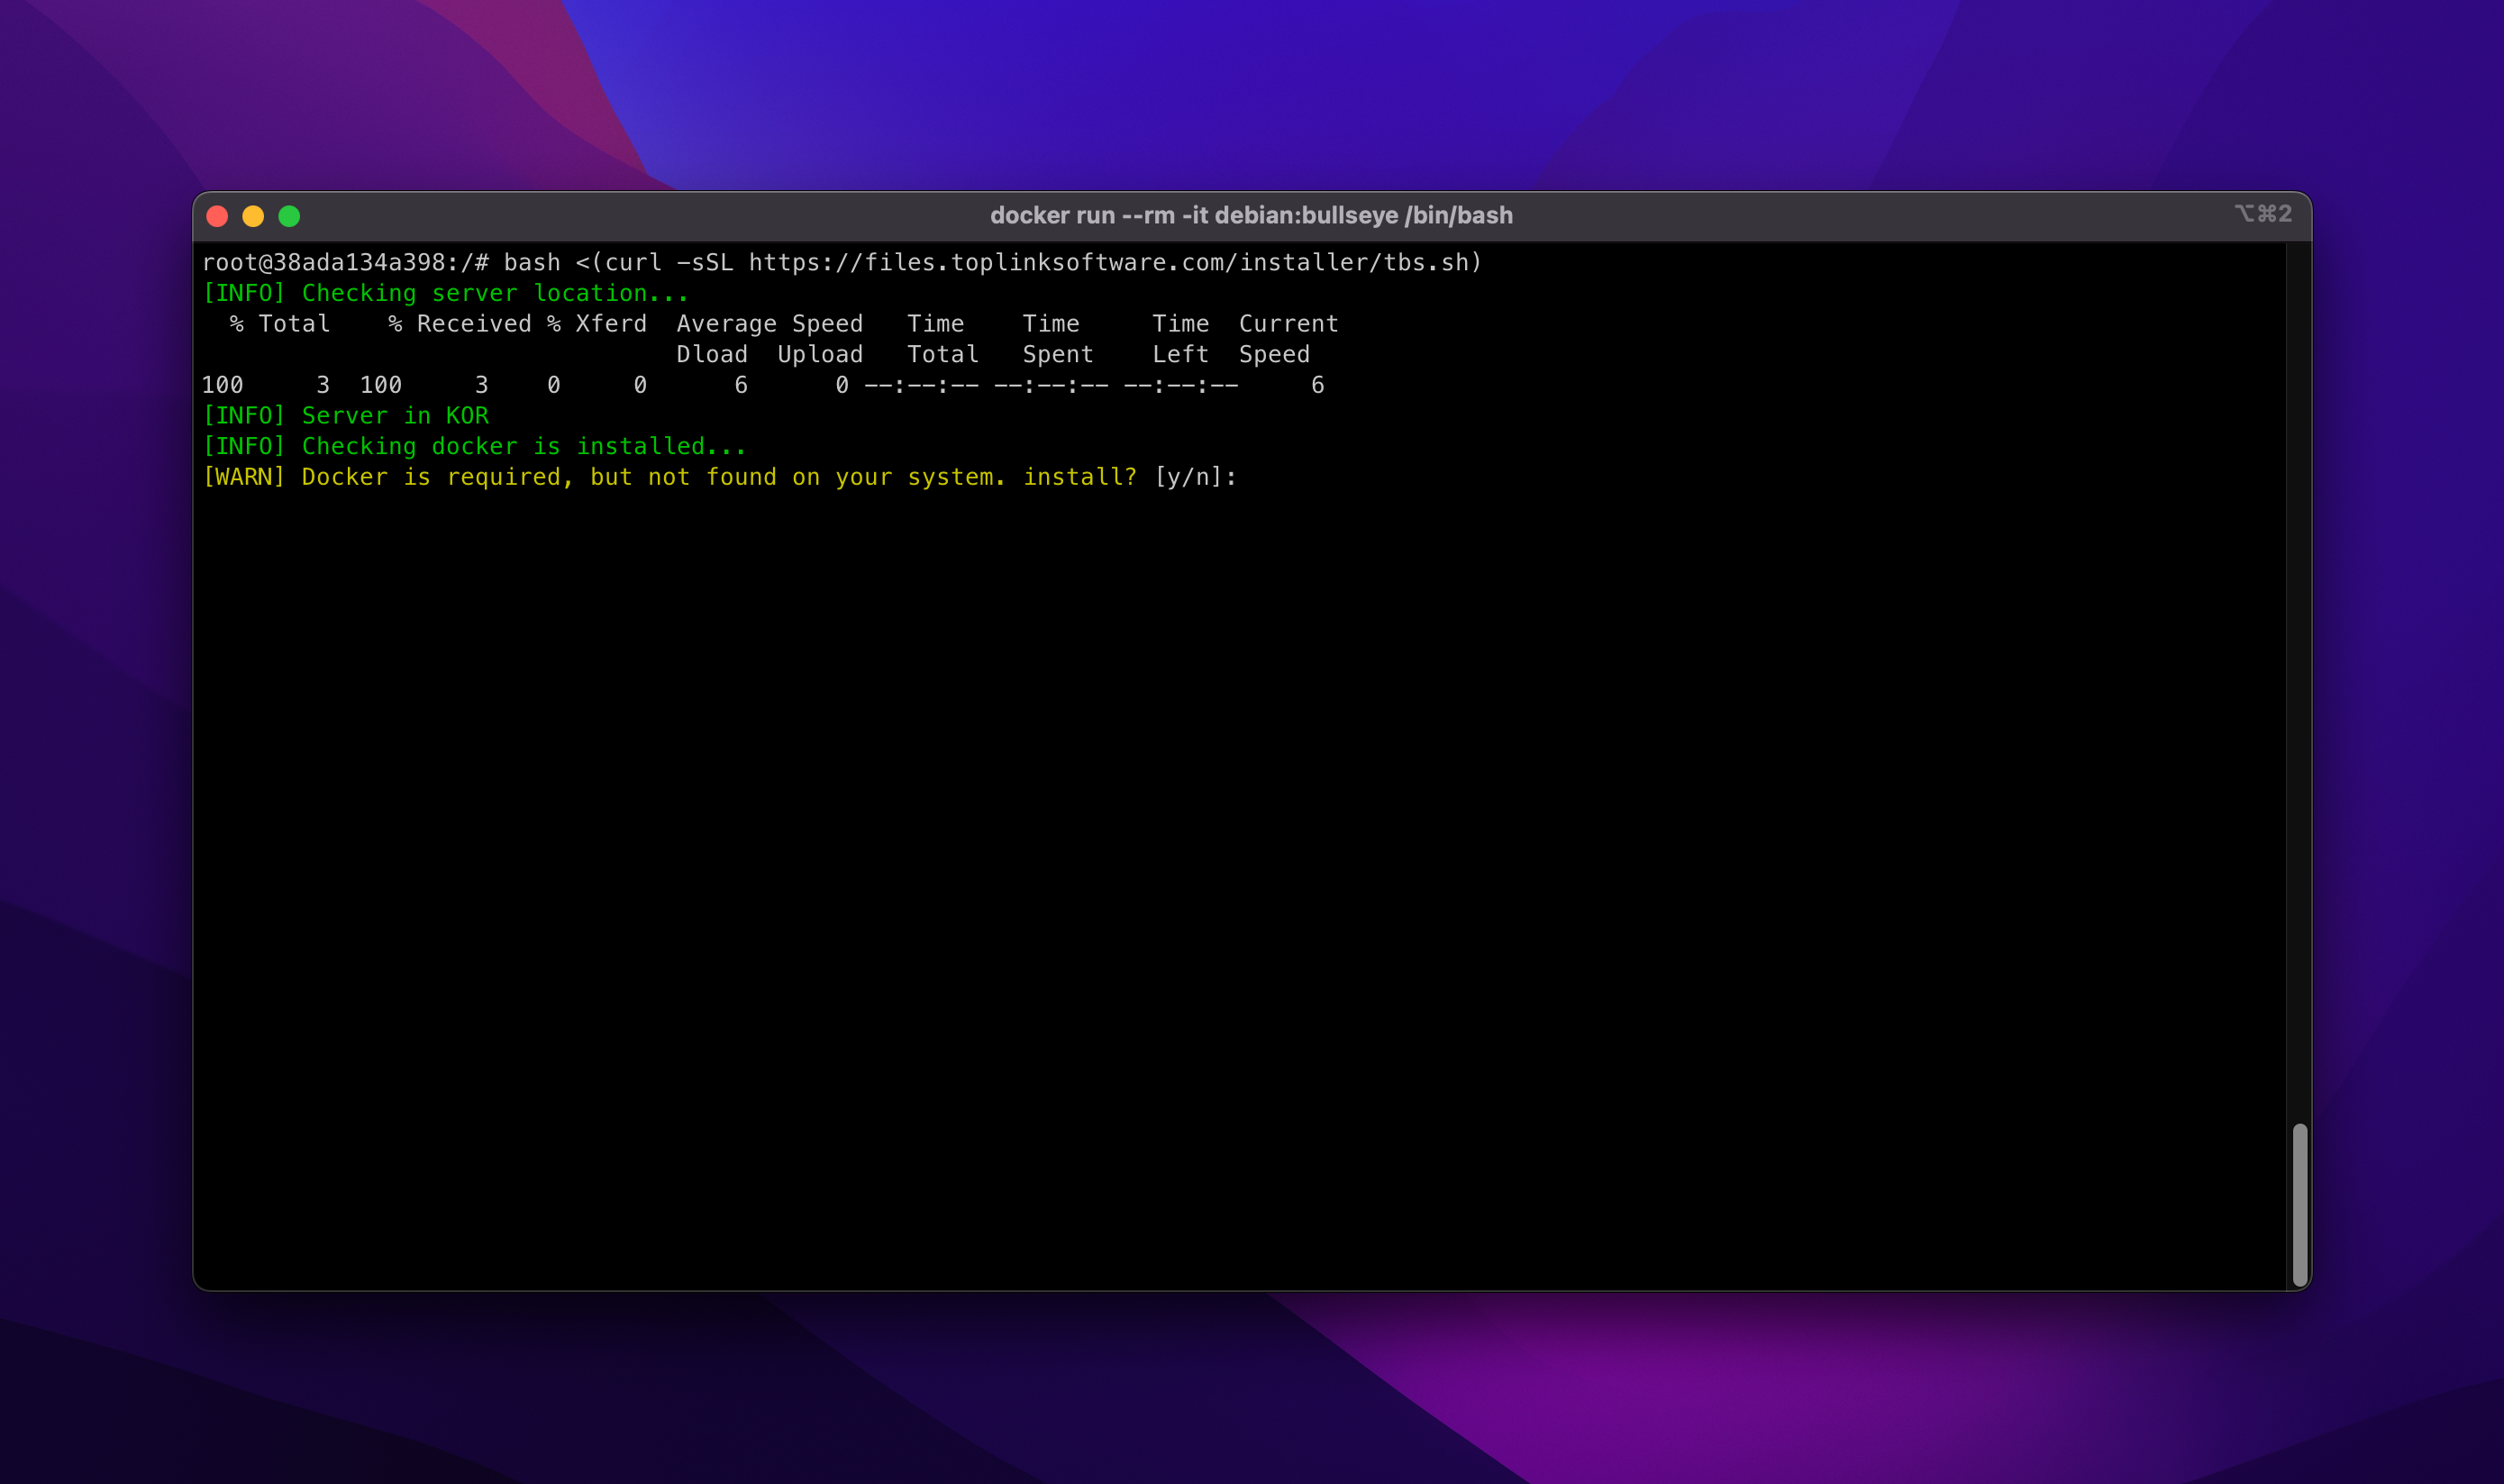 docker run --rm -it debian:bullseye /bin/bash ⌥⌘2
root@38ada134a398:/# bash <(curl -sSL https://files.toplinksoftware.com/installer/tbs.sh)
[INFO] Checking server location...
  % Total    % Received % Xferd  Average Speed   Time    Time     Time  Current
                                 Dload  Upload   Total   Spent    Left  Speed
100     3  100     3    0     0      6      0 --:--:-- --:--:-- --:--:--     6
[INFO] Server in KOR
[INFO] Checking docker is installed...
[WARN] Docker is required, but not found on your system. install? [y/n]: